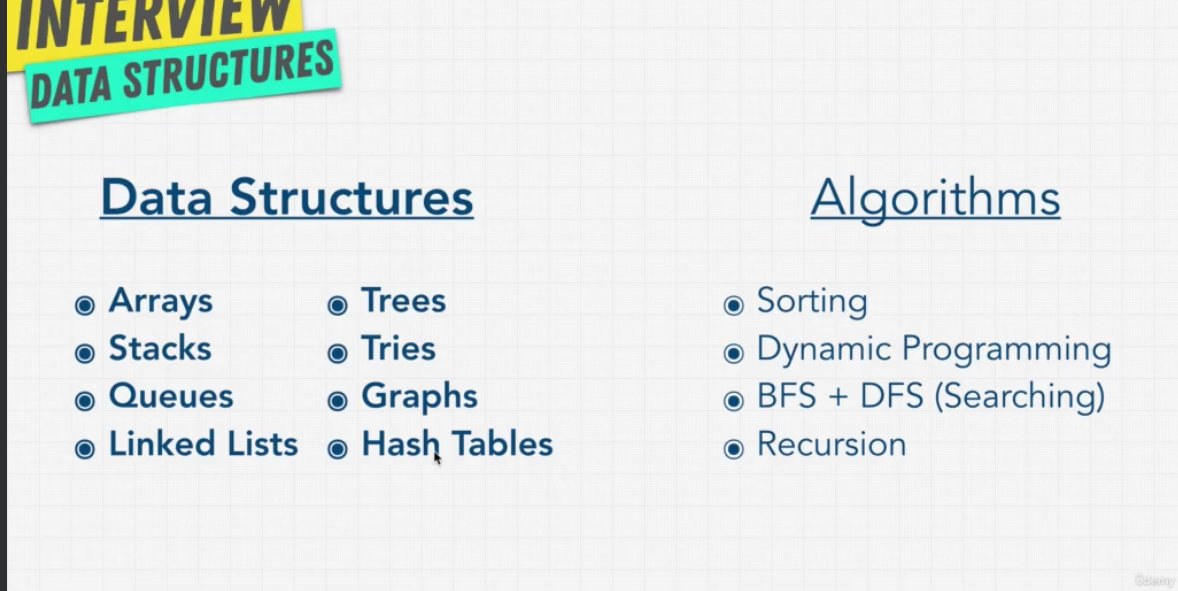 INTERVIEW
DATA STRUCTURES
Data Structures
Arrays
Stacks
Queues
Linked Lists
Trees
Tries
Graphs
Hash Tables
Algorithms
Sorting
Dynamic Programming
BFS + DFS (Searching)
Recursion
ûdemy